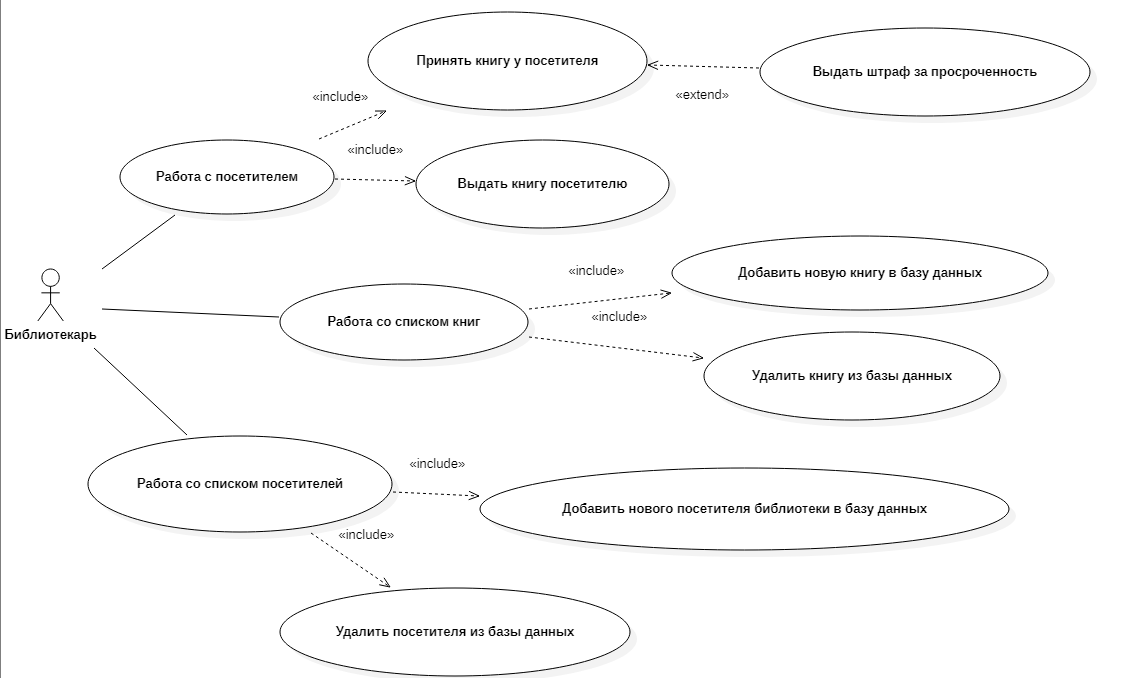 Принять книгу у посетителя
Выдать штраф за просроченность
«include»
«extend»
«include»
Работа с посетителем
Выдать книгу посетителю
«include»
Добавить новую книгу в базу данных
«include»
Работа со списком книг
Библиотекарь
Удалить книгу из базы данных
«include»
Работа со списком посетителей
Добавить нового посетителя библиотеки в базу данных
«include»
Удалить посетителя из базы данных